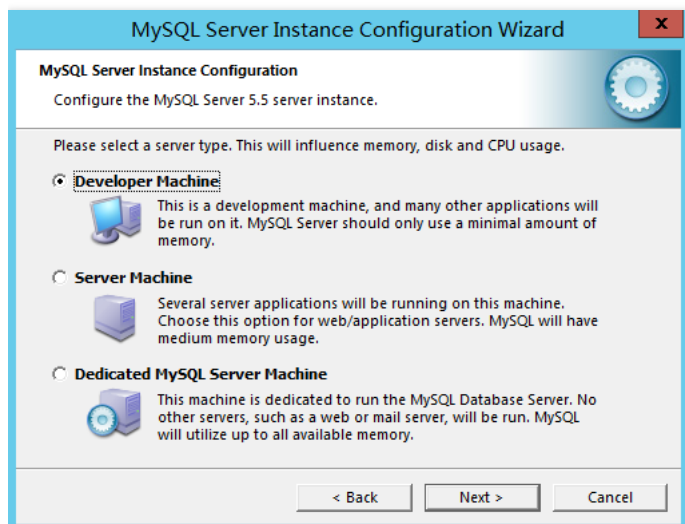 MySQL Server Instance Configuration Wizard
x
MySQL Server Instance Configuration
Configure the MySQL Server 5.5 server instance.
Please select a server type. This will influence memory, disk and CPU usage.
Developer Machine
This is a development machine, and many other applications will
be run on it. MySQL Server should only use a minimal amount of
memory.
Server Machine
Several server applications will be running on this machine.
Choose this option for web/application servers. MySQL will have
medium memory usage.
Dedicated MySQL Server Machine
This machine is dedicated to run the MySQL Database Server. No
other servers, such as a web or mail server, will be run. MySQL
will utilize up to all available memory.
< Back
Next >
Cancel